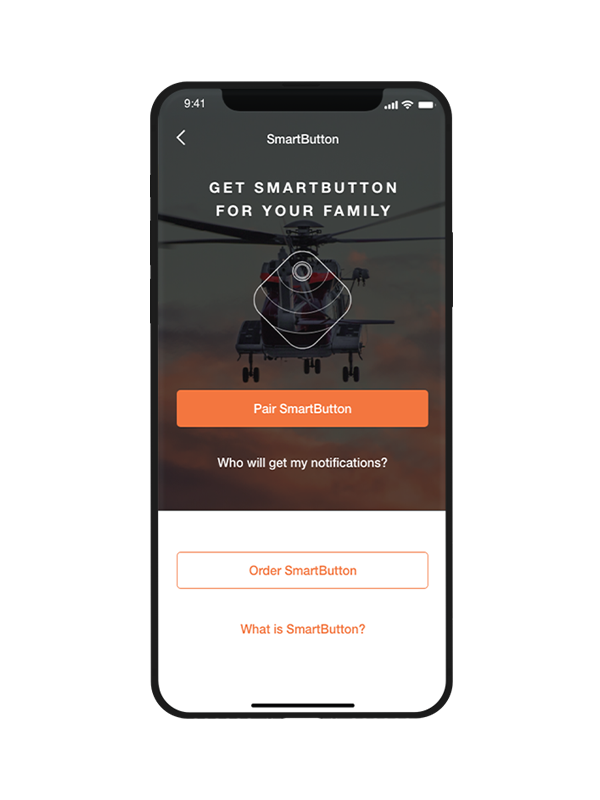 9:41
SmartButton
GET SMARTBUTTON
FOR YOUR FAMILY
Pair SmartButton
Who will get my notifications?
Order SmartButton
What is SmartButton?